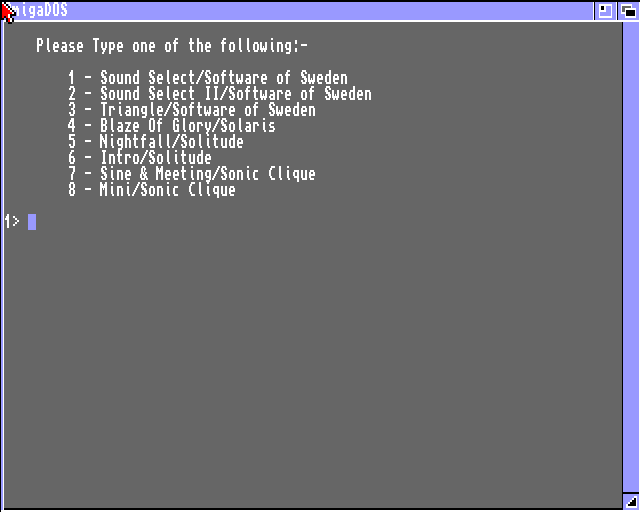 AmigaDOS
Please Type one of the following:-
1 - Sound Select/Software of Sweden
2 - Sound Select II/Software of Sweden
3 - Triangle/Software of Sweden
4 - Blaze Of Glory/Solaris
5 - Nightfall/Solitude
6 - Intro/Solitude
7 - Sine & Meeting/Sonic Clique
8 - Mini/Sonic Clique
1>